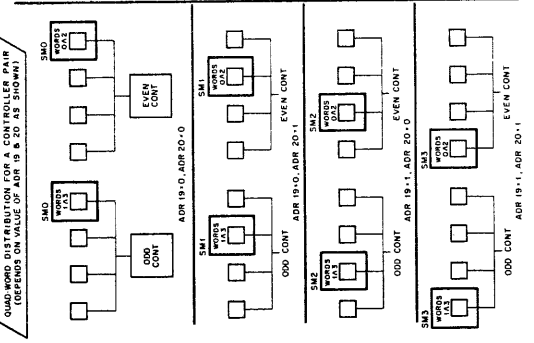 QUAD-WORD DISTRIBUTION FOR A CONTROLLER PAIR
(DEPENDS ON VALUE OF ADR 19 & 20 AS SHOWN)
SM0
WORDS
1∧3
SM0
WORDS
0∧2
ODD
CONT
EVEN
CONT
ADR 19=0, ADR 20=0
SM1
WORDS
1∧3
SM1
WORDS
0∧2
ODD CONT
EVEN CONT
ADR 19=0, ADR 20=1
SM2
WORDS
1∧3
SM2
WORDS
0∧2
ODD CONT
EVEN CONT
ADR 19=1, ADR 20=0
SM3
WORDS
1∧3
SM3
WORDS
0∧2
ODD CONT
EVEN CONT
ADR 19=1, ADR 20=1